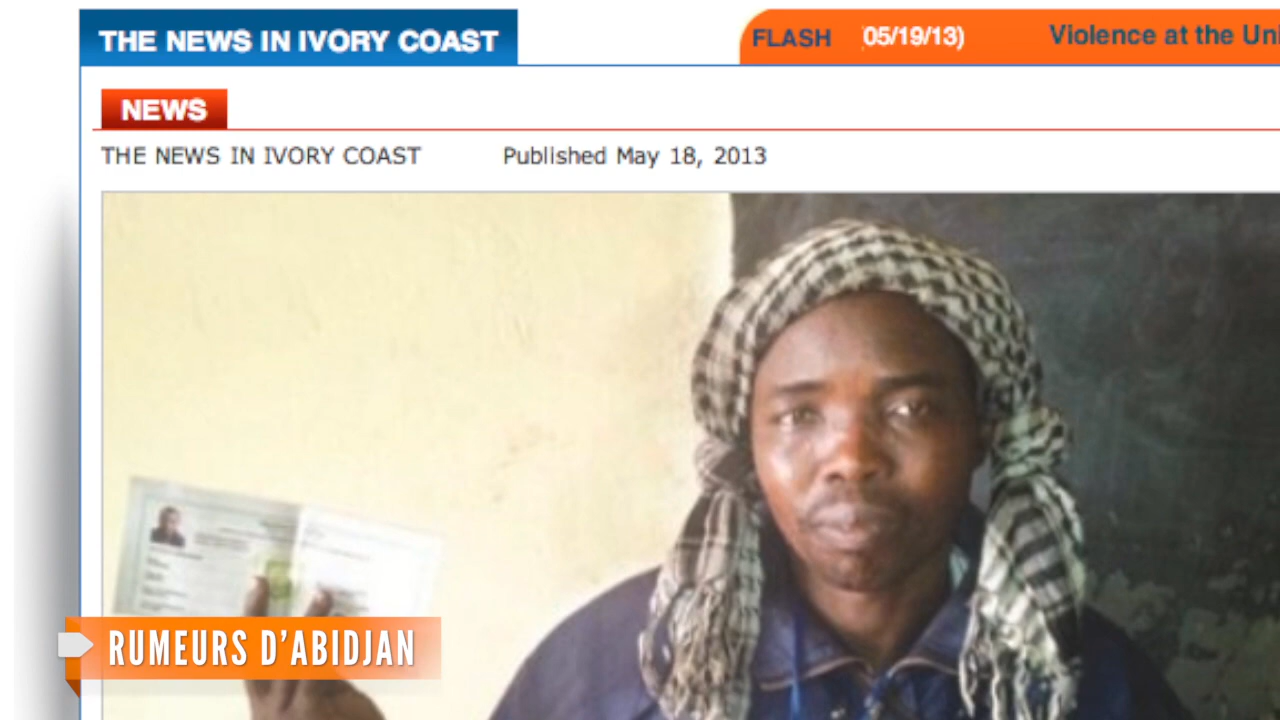 THE NEWS IN IVORY COAST
FLASH 05/19/13) Violence at the Uni
NEWS
THE NEWS IN IVORY COAST Published May 18, 2013
RUMEURS D'ABIDJAN